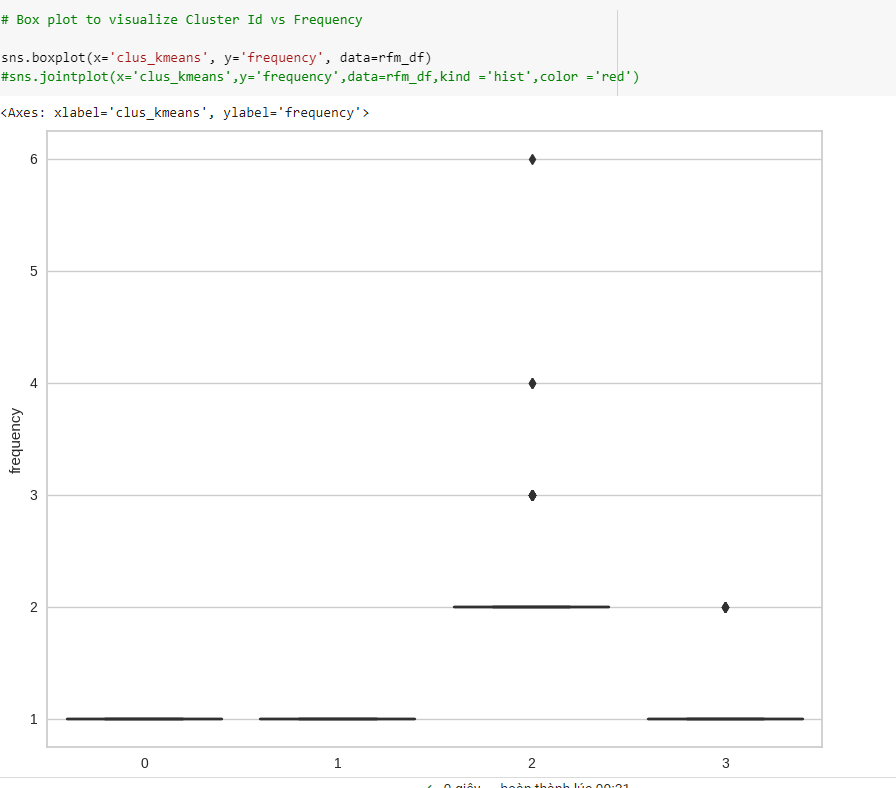 # Box plot to visualize Cluster Id vs Frequency
sns.boxplot(x='clus_kmeans', y='frequency', data=rfm_df)
#sns.jointplot(x='clus_kmeans',y='frequency',data=rfm_df,kind ='hist',color ='red')
<Axes: xlabel='clus_kmeans', ylabel='frequency'>
6
5
4
frequency
3
2
1
0 1 2 3